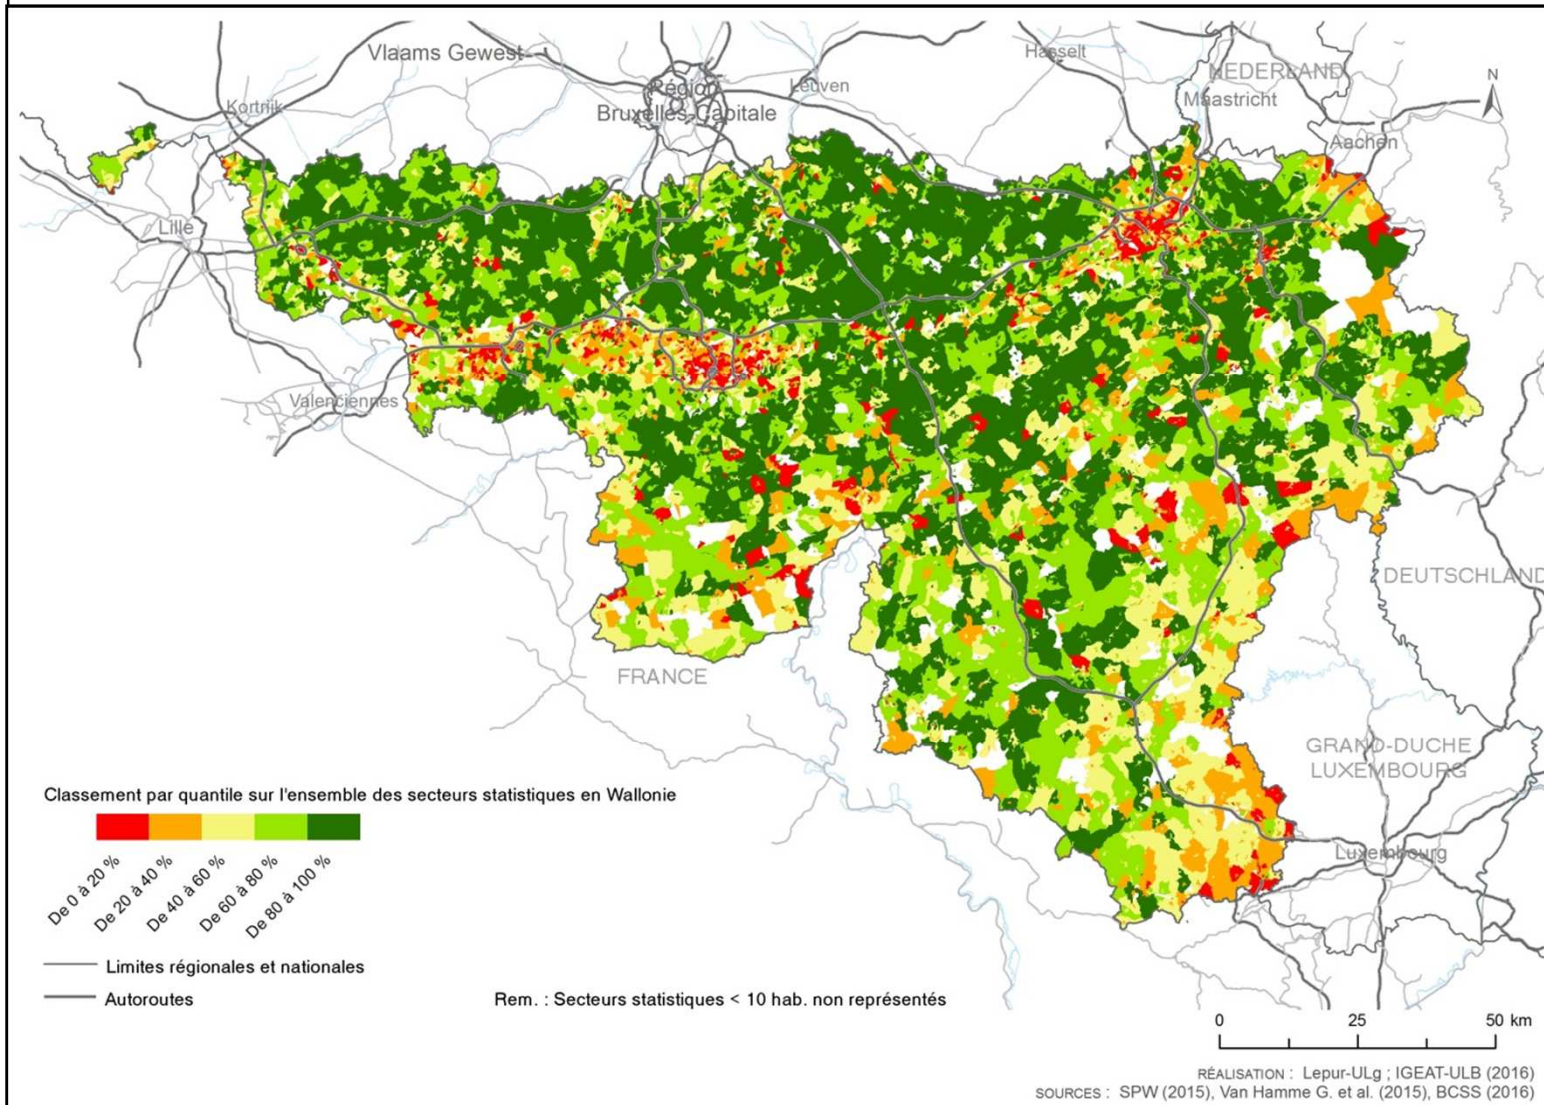 Vlaams Gewest
Hasselt
NEDERLAND
N
Région
Bruxelles-Capitale
Leuven
Maastricht
Kortrijk
Aachen
Lille
Valenciennes
DEUTSCHLAND
FRANCE
GRAND-DUCHE
LUXEMBOURG
Luxembourg
Classement par quantile sur l'ensemble des secteurs statistiques en Wallonie
De 0 à 20 %
De 20 à 40 %
De 40 à 60 %
De 60 à 80 %
De 80 à 100 %
Limites régionales et nationales
Autoroutes
Rem. : Secteurs statistiques < 10 hab. non représentés
0 25 50 km
RÉALISATION : Lepur-ULg ; IGEAT-ULB (2016)
SOURCES : SPW (2015), Van Hamme G. et al. (2015), BCSS (2016)